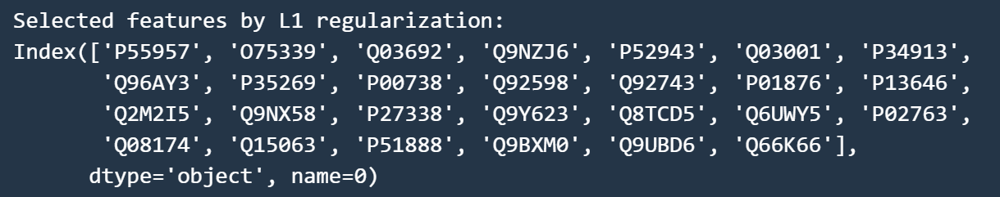 Selected features by L1 regularization:
Index(['P55957', 'O75339', 'Q03692', 'Q9NZJ6', 'P52943', 'Q03001', 'P34913',
'Q96AY3', 'P35269', 'P00738', 'Q92598', 'Q92743', 'P01876', 'P13646',
'Q2M2I5', 'Q9NX58', 'P27338', 'Q9Y623', 'Q8TCD5', 'Q6UWY5', 'P02763',
'Q08174', 'Q15063', 'P51888', 'Q9BXM0', 'Q9UBD6', 'Q66K66'],
dtype='object', name=0)